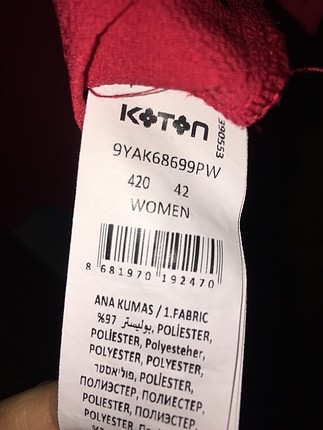 KOTON
390553
9YAK68699PW
420 42
WOMEN
8 681970 192470
ANA KUMAS / 1.FABRIC
%97 بوليستر, POLİESTER,
POLİESTER, Polyesteher,
POLYESTER, POLYESTER,
POLİESTER, פוליאסטר,
ПОЛИЭСТЕР, ПОЛИЭСТЕР,
POLIESTER, ПОЛИЕСТЕР,
POLYESTER